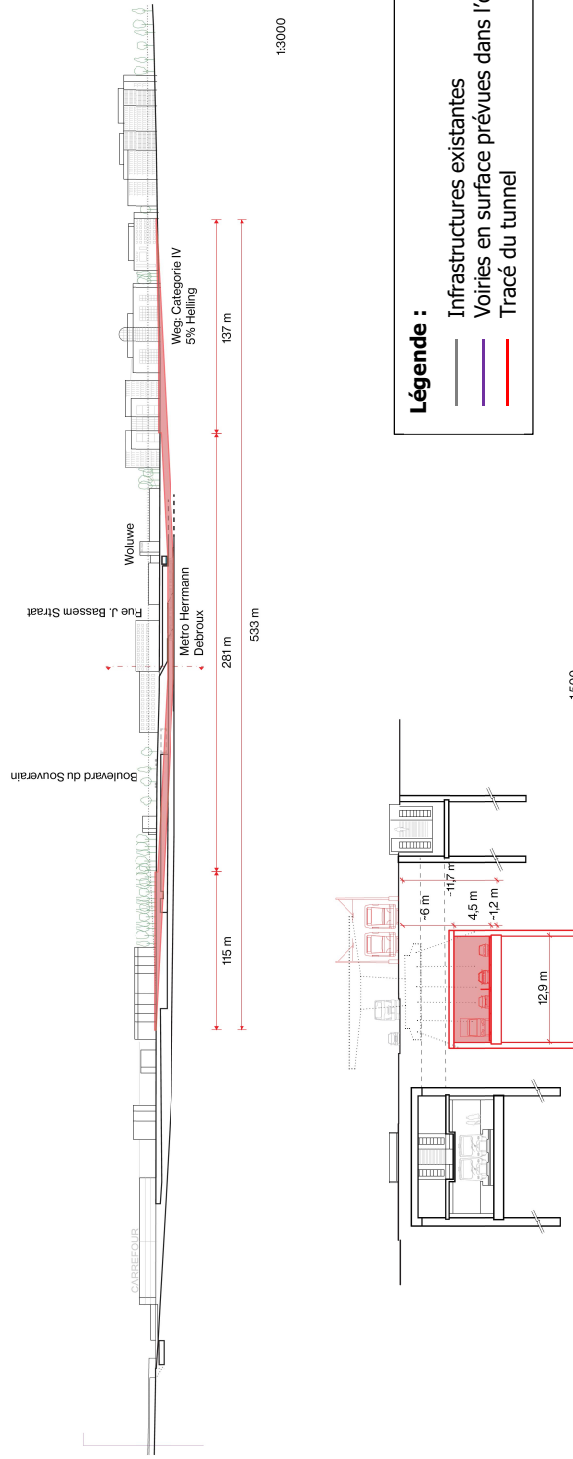 CARREFOUR
Boulevard du Souverain
Rue J. Bassem Straat
Woluwe
Metro Herrmann
Debroux
Weg: Categorie IV
5% Helling
115 m
281 m
137 m
533 m
1:3000
-6 m
-11,7 m
4,5 m
-1,2 m
12,9 m
Légende :
Infrastructures existantes
Voiries en surface prévues dans l'
Tracé du tunnel